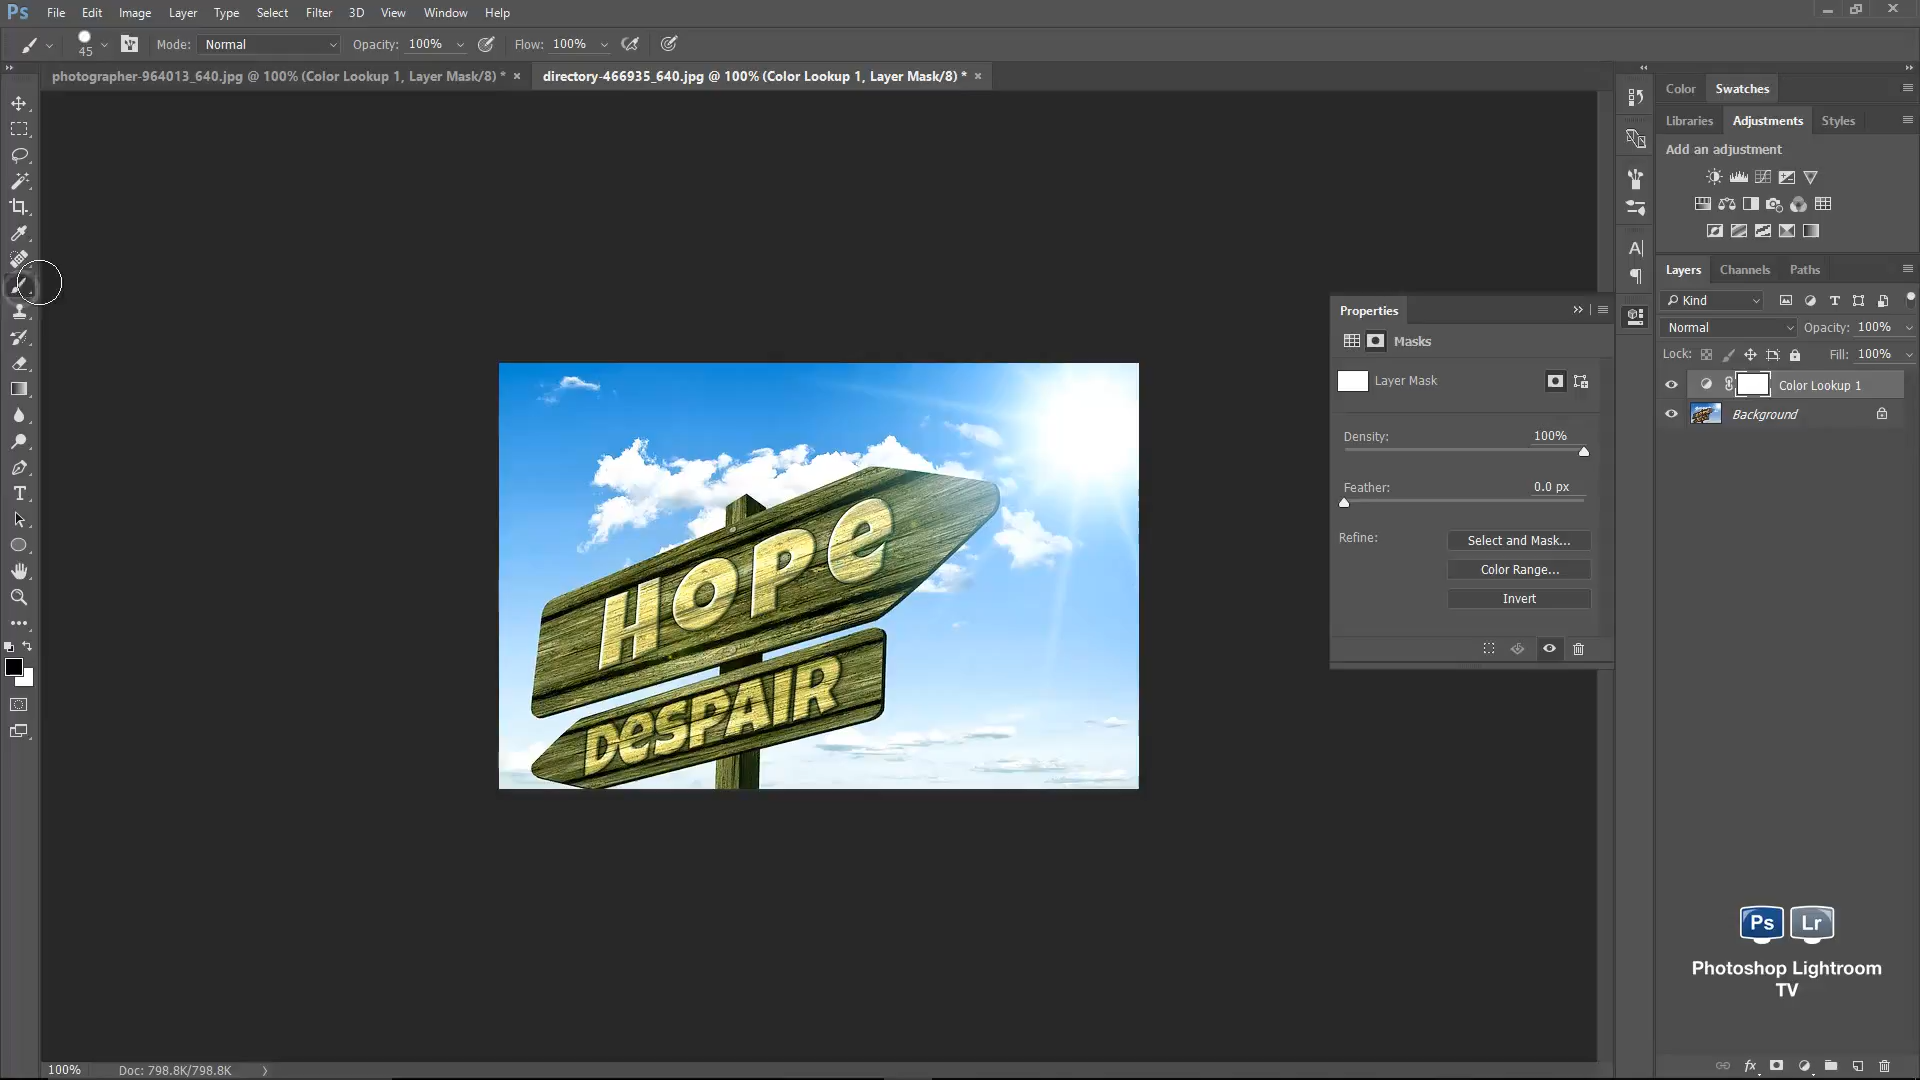 Ps File Edit Image Layer Type Select Filter 3D View Window Help
45 Mode: Normal Opacity: 100% Flow: 100%
photographer-964013_640.jpg @ 100% (Color Lookup 1, Layer Mask/8) * × directory-466935_640.jpg @ 100% (Color Lookup 1, Layer Mask/8) * ×
Color Swatches
Libraries Adjustments Styles
Add an adjustment
Layers Channels Paths
Kind
Normal Opacity: 100%
Lock: Fill: 100%
Color Lookup 1
Background
Properties
Masks
Layer Mask
Density: 100%
Feather: 0.0 px
Refine: Select and Mask...
Color Range...
Invert
HOPe
DeSPAIR
Ps Lr
Photoshop Lightroom
TV
100% Doc: 798.8K/798.8K